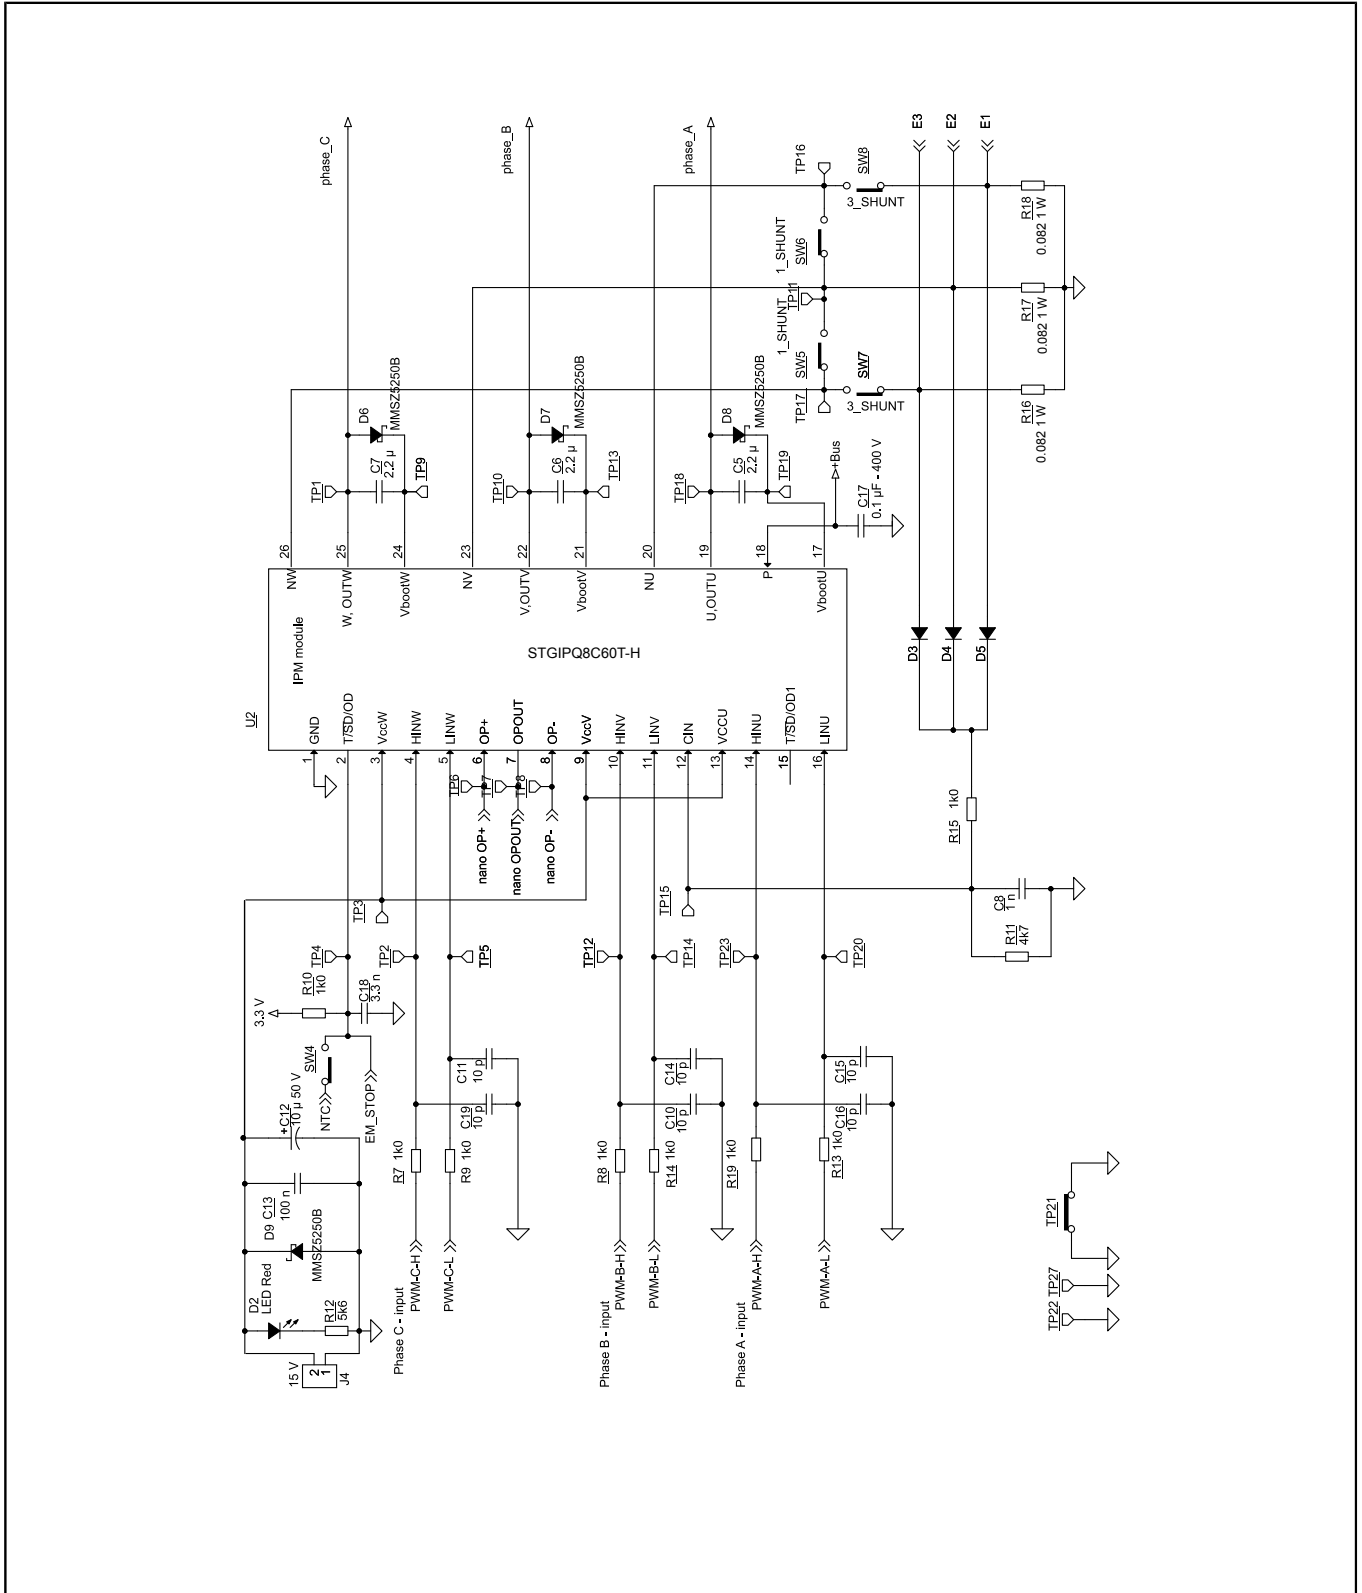 phase_C
phase_B
phase_A
TP16
SW8
3_SHUNT
E3
E2
E1
R18
0.082 1 W
1_SHUNT
SW6
TP11
R17
0.082 1 W
1_SHUNT
SW5
SW7
TP17
3_SHUNT
R16
0.082 1 W
D6
MMSZ5250B
D7
MMSZ5250B
D8
MMSZ5250B
TP1
C7
2.2 µ
TP9
TP10
C6
2.2 µ
TP13
TP18
C5
2.2 µ
TP19
+Bus
C17
0.1 µF - 400 V
26
25
24
23
22
21
20
19
18
17
NW
W, OUTW
VbootW
NV
V,OUTV
VbootV
NU
U,OUTU
P
VbootU
IPM module
STGIPQ8C60T-H
U2
D3
D4
D5
GND
T/SD/OD
VccW
HINW
LINW
OP+
OPOUT
OP-
VccV
HINV
LINV
CIN
VCCU
HINU
T/SD/OD1
LINU
1
2
3
4
5
6
7
8
9
10
11
12
13
14
15
16
TP6
TP7
TP8
nano OP+
nano OPOUT
nano OP-
R15 1k0
TP3
TP15
C8
1 n
R11
4k7
TP4
TP2
TP5
TP12
TP14
TP23
TP20
3.3 V
R10
1k0
C18
3.3 n
SW4
NTC
EM_STOP
+C12
10 µ 50 V
C11
10 p
C19
10 p
C14
10 p
C10
10 p
C15
10 p
C16
10 p
C13
100 n
D9
MMSZ5250B
R7 1k0
R9 1k0
R8 1k0
R14 1k0
R19 1k0
R13 1k0
D2
LED Red
R12
5k6
15 V
2
1
J4
Phase C - input
PWM-C-H
PWM-C-L
Phase B - input
PWM-B-H
PWM-B-L
Phase A - input
PWM-A-H
PWM-A-L
TP21
TP27
TP22